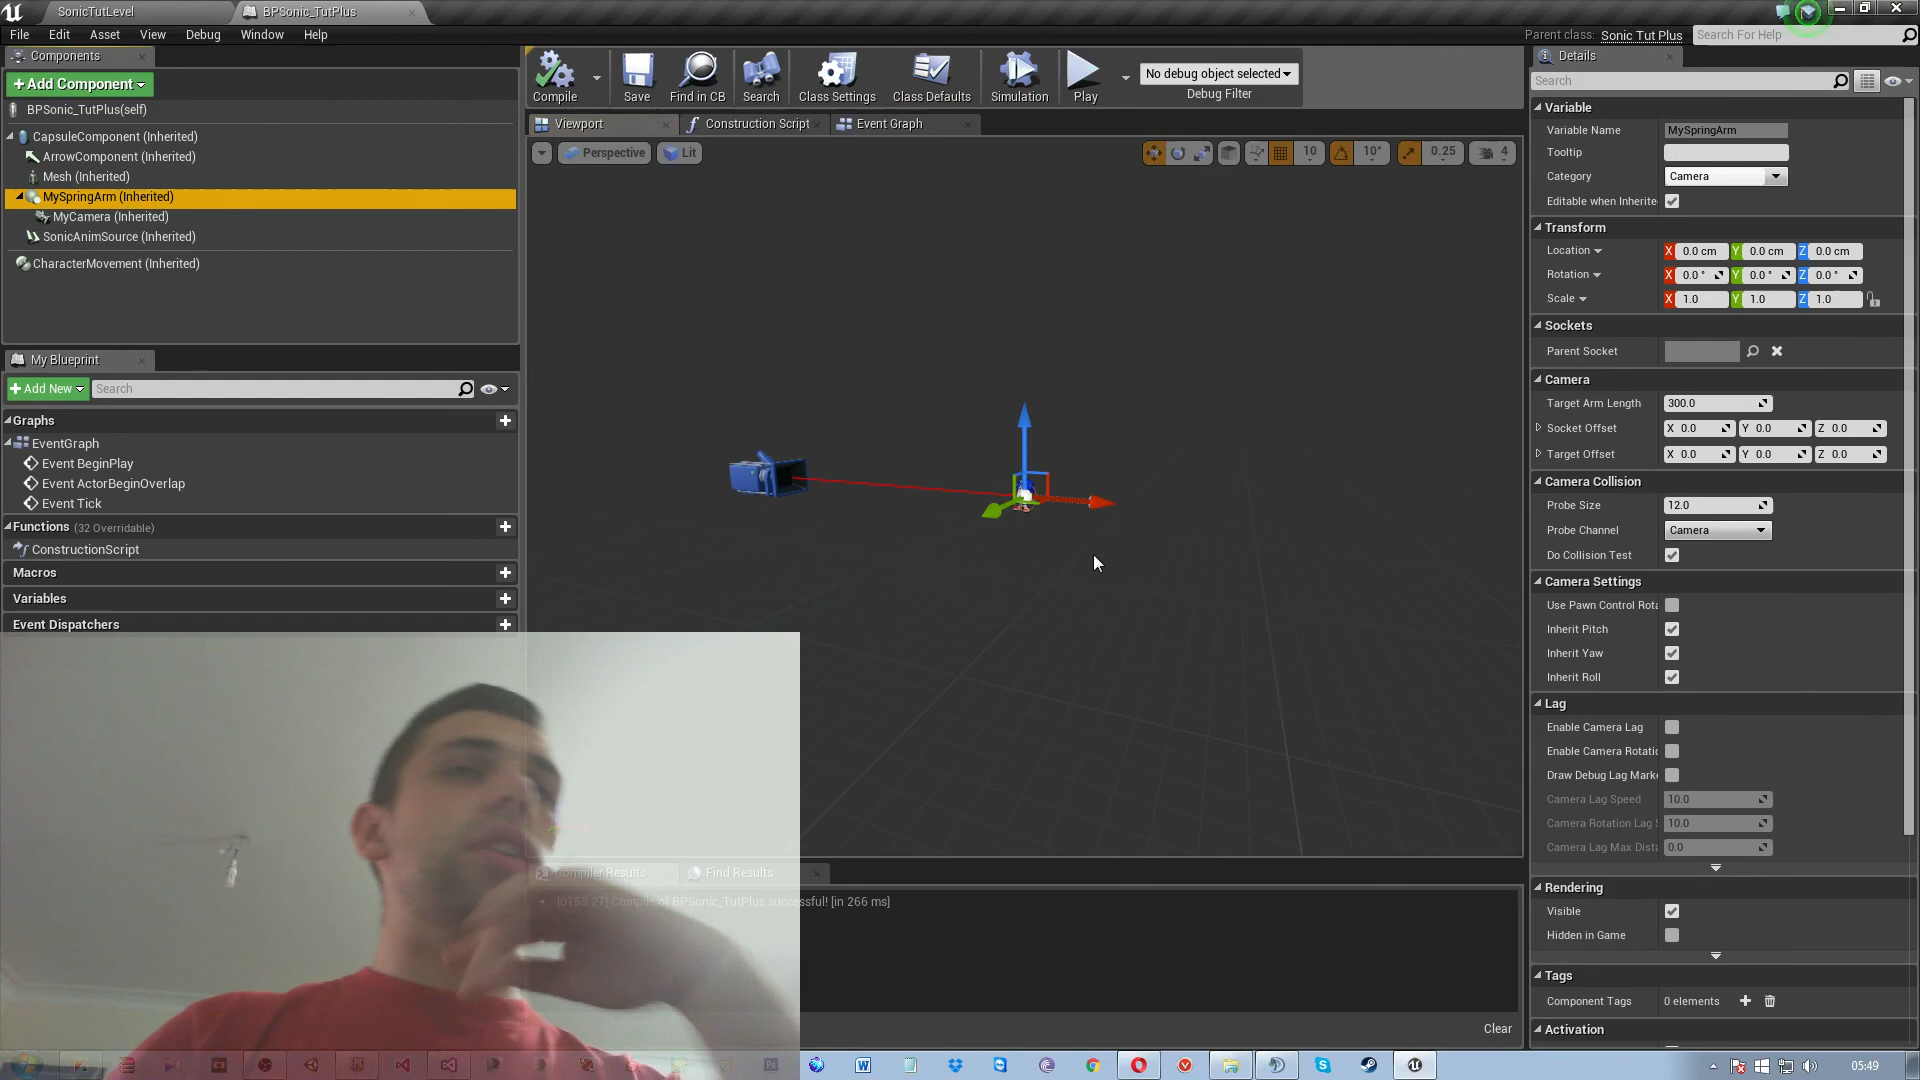 SonicTutLevel
BPSonic_TutPlus
File Edit Asset View Debug Window Help
Parent class: Sonic Tut Plus
Search For Help
Components
+Add Component
BPSonic_TutPlus(self)
CapsuleComponent (Inherited)
ArrowComponent (Inherited)
Mesh (Inherited)
MySpringArm (Inherited)
MyCamera (Inherited)
SonicAnimSource (Inherited)
CharacterMovement (Inherited)
My Blueprint
+Add New
Search
Graphs
EventGraph
Event BeginPlay
Event ActorBeginOverlap
Event Tick
Functions (32 Overridable)
ConstructionScript
Macros
Variables
Event Dispatchers
Compile
Save
Find in CB
Search
Class Settings
Class Defaults
Simulation
Play
No debug object selected
Debug Filter
Viewport
Construction Script
Event Graph
Perspective
Lit
10
10°
0.25
4
Compiler Results
Find Results
[0153.27] Compile of BPSonic_TutPlus successful! [in 266 ms]
Clear
Details
Search
Variable
Variable Name MySpringArm
Tooltip
Category Camera
Editable when Inherite
Transform
Location X 0.0 cm Y 0.0 cm Z 0.0 cm
Rotation X 0.0 ° Y 0.0 ° Z 0.0 °
Scale X 1.0 Y 1.0 Z 1.0
Sockets
Parent Socket
Camera
Target Arm Length 300.0
Socket Offset X 0.0 Y 0.0 Z 0.0
Target Offset X 0.0 Y 0.0 Z 0.0
Camera Collision
Probe Size 12.0
Probe Channel Camera
Do Collision Test
Camera Settings
Use Pawn Control Rota
Inherit Pitch
Inherit Yaw
Inherit Roll
Lag
Enable Camera Lag
Enable Camera Rotatic
Draw Debug Lag Marke
Camera Lag Speed 10.0
Camera Rotation Lag S 10.0
Camera Lag Max Dista 0.0
Rendering
Visible
Hidden in Game
Tags
Component Tags 0 elements
Activation
05:49